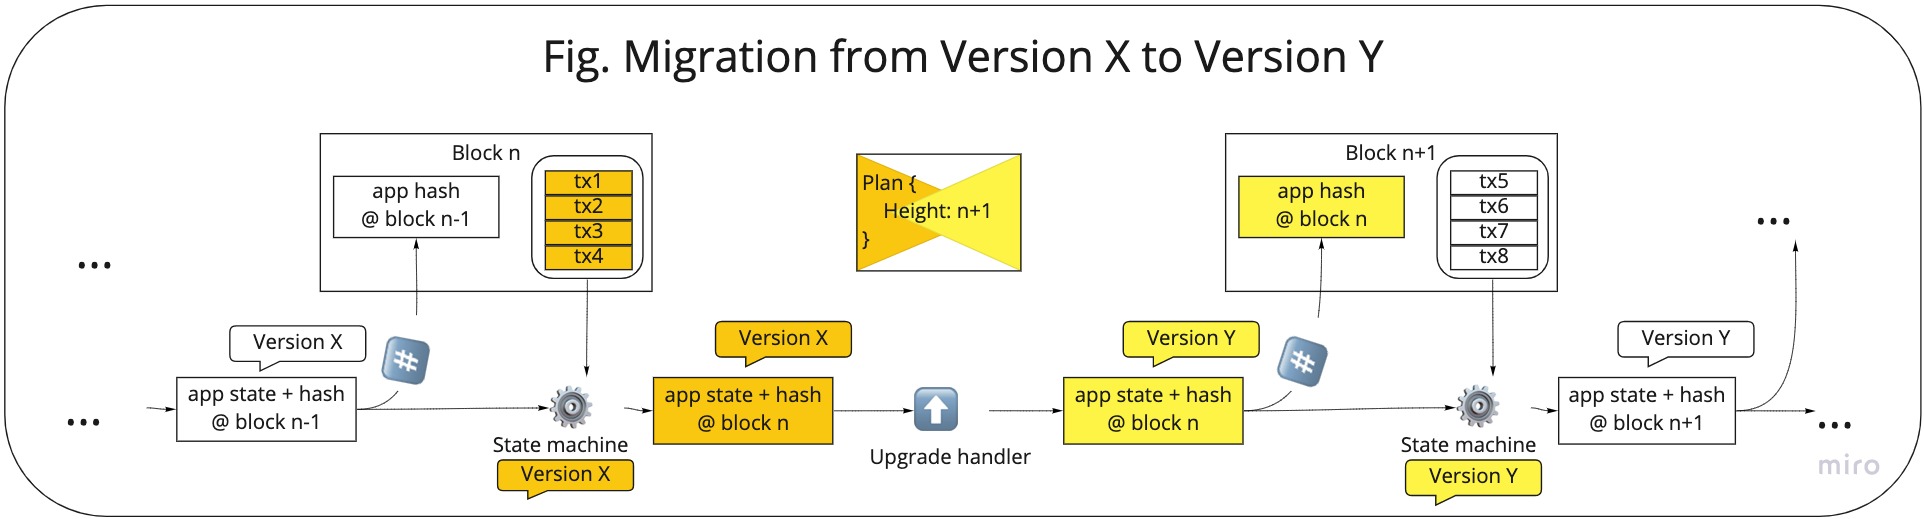 Fig. Migration from Version X to Version Y
Block n
app hash
@ block n-1
tx1
tx2
tx3
tx4
Plan {
Height: n+1
}
Block n+1
app hash
@ block n
tx5
tx6
tx7
tx8
...
...
Version X
#
Version X
Version Y
#
Version Y
...
app state + hash
@ block n-1
State machine
Version X
app state + hash
@ block n
Upgrade handler
app state + hash
@ block n
State machine
Version Y
app state + hash
@ block n+1
...
miro